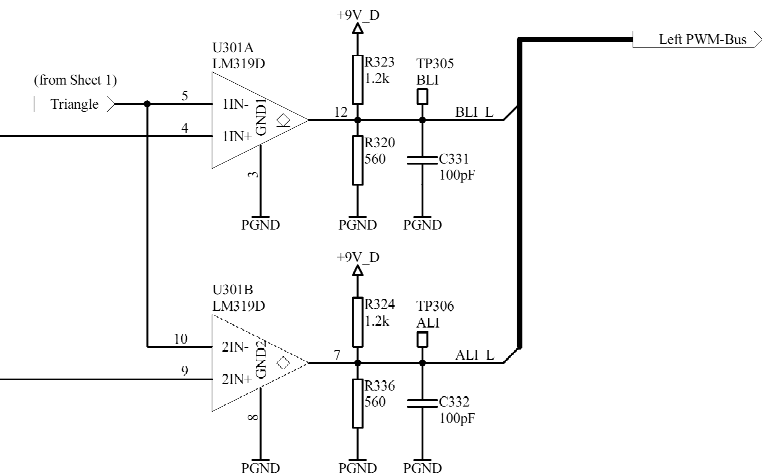 +9V_D
U301A
LM319D
R323
1.2k
TP305
BLI
Left PWM-Bus
(from Sheet 1)
Triangle
5
1IN-
GND1
12
BLI_L
4
1IN+
R320
560
C331
100pF
3
PGND
PGND
PGND
+9V_D
U301B
LM319D
R324
1.2k
TP306
ALI
10
2IN-
GND2
7
ALI_L
9
2IN+
R336
560
C332
100pF
8
PGND
PGND
PGND